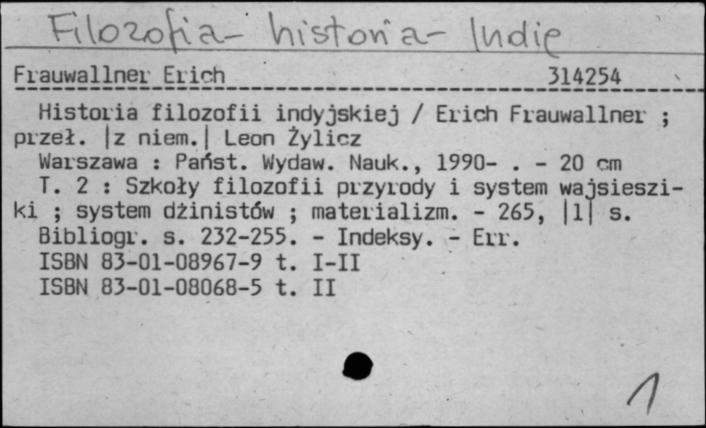 Filozofia- historia- Indie
Frauwallner Erich 314254
Historia filozofii indyjskiej / Erich Frauwallner ;
przeł. |z niem.| Leon Żylicz
Warszawa : Państ. Wydaw. Nauk., 1990- . - 20 cm
T. 2 : Szkoły filozofii przyrody i system wajsieszi-
ki ; system dżinistów ; materializm. - 265, |1| s.
Bibliogr. s. 232-255. - Indeksy. - Err.
ISBN 83-01-08967-9 t. I-II
ISBN 83-01-08068-5 t. II
1